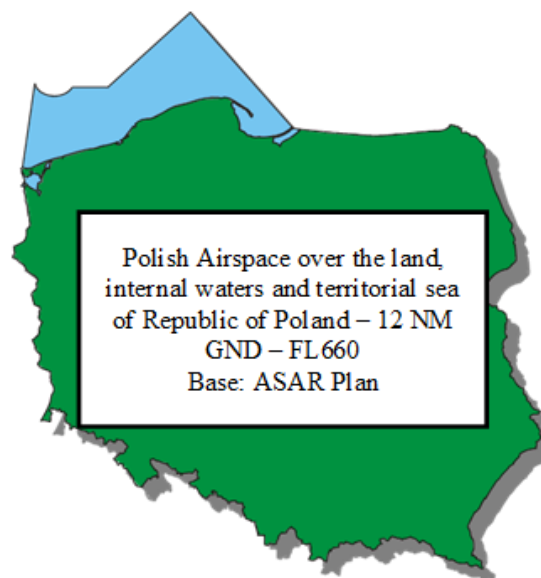 Polish Airspace over the land,
internal waters and territorial sea
of Republic of Poland – 12 NM
GND – FL660
Base: ASAR Plan